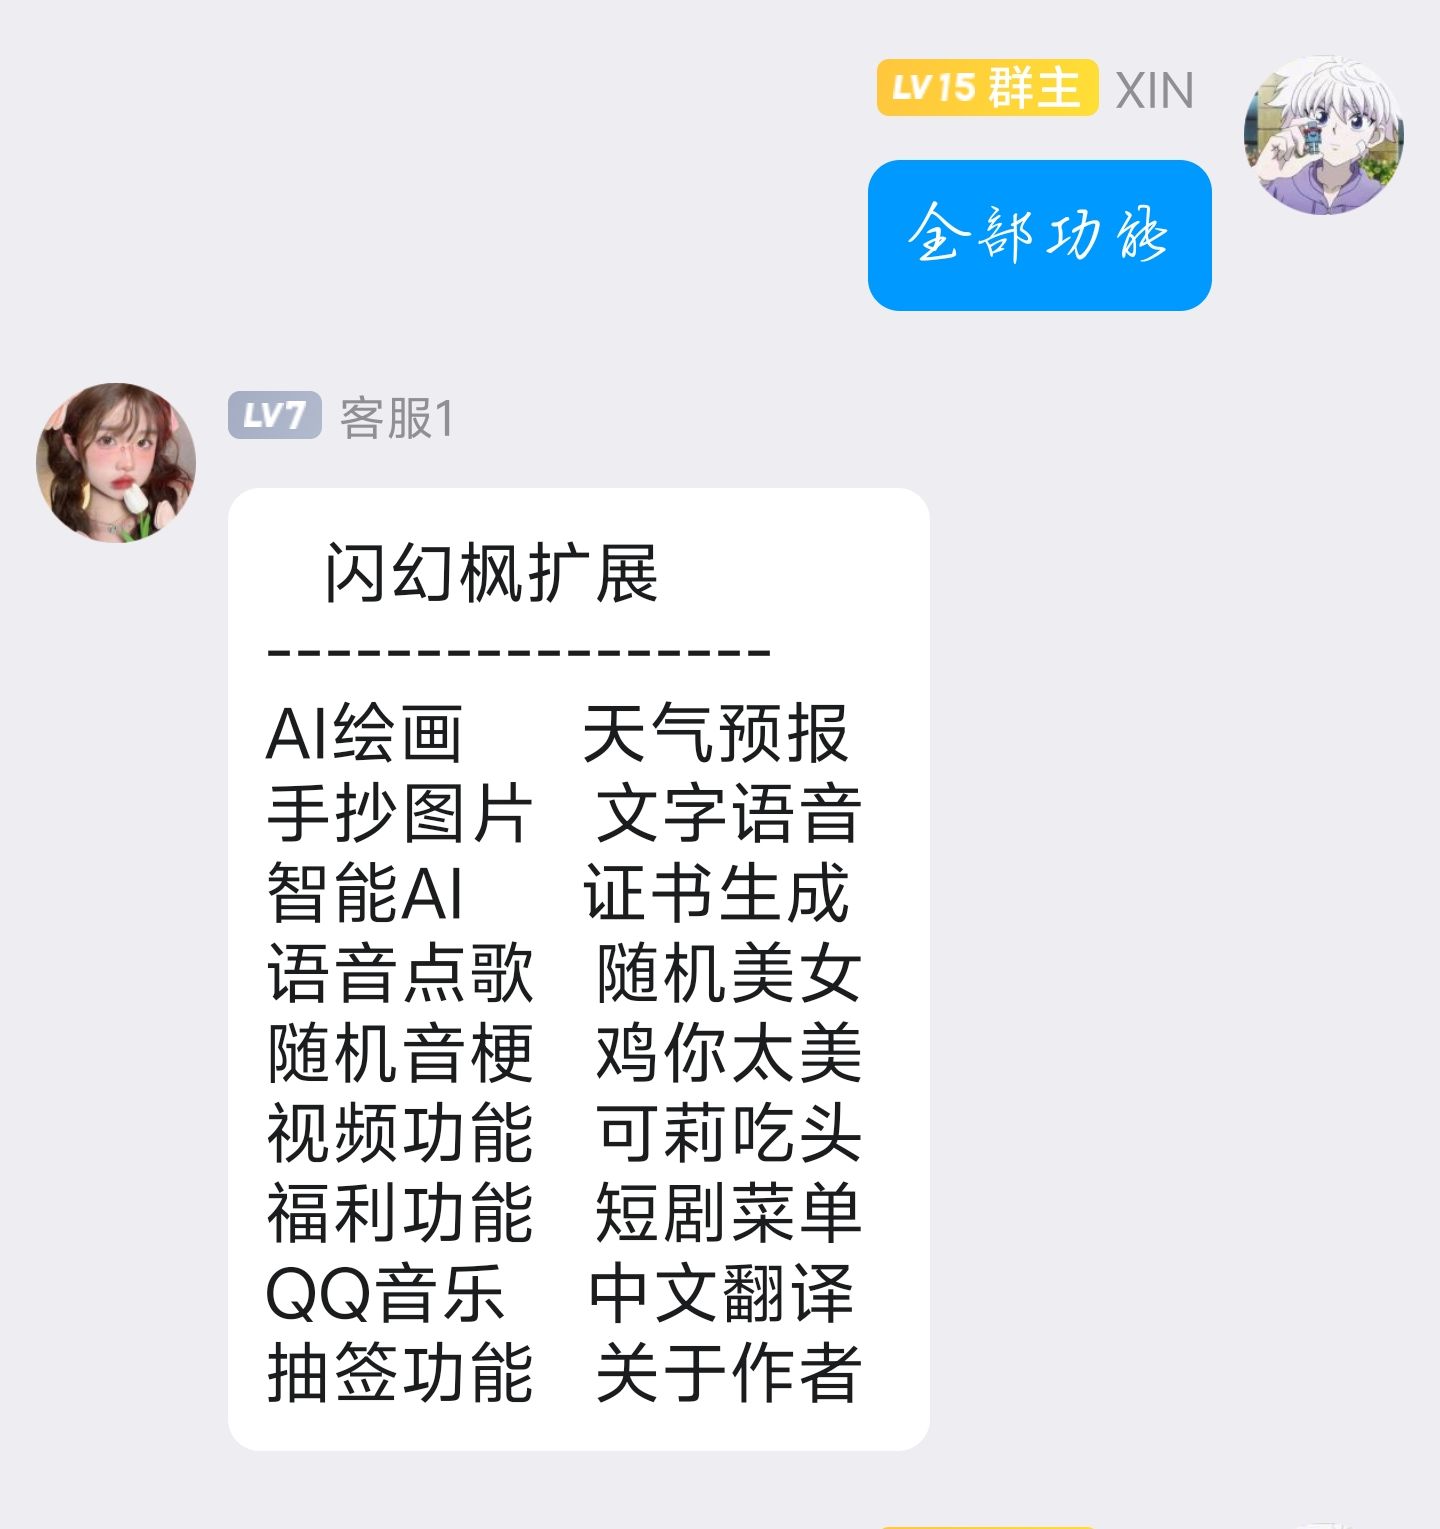 LV15 群主 XIN
全部功能
LV7 客服1
闪幻枫扩展
-----------------
AI绘画 天气预报
手抄图片 文字语音
智能AI 证书生成
语音点歌 随机美女
随机音梗 鸡你太美
视频功能 可莉吃头
福利功能 短剧菜单
QQ音乐 中文翻译
抽签功能 关于作者